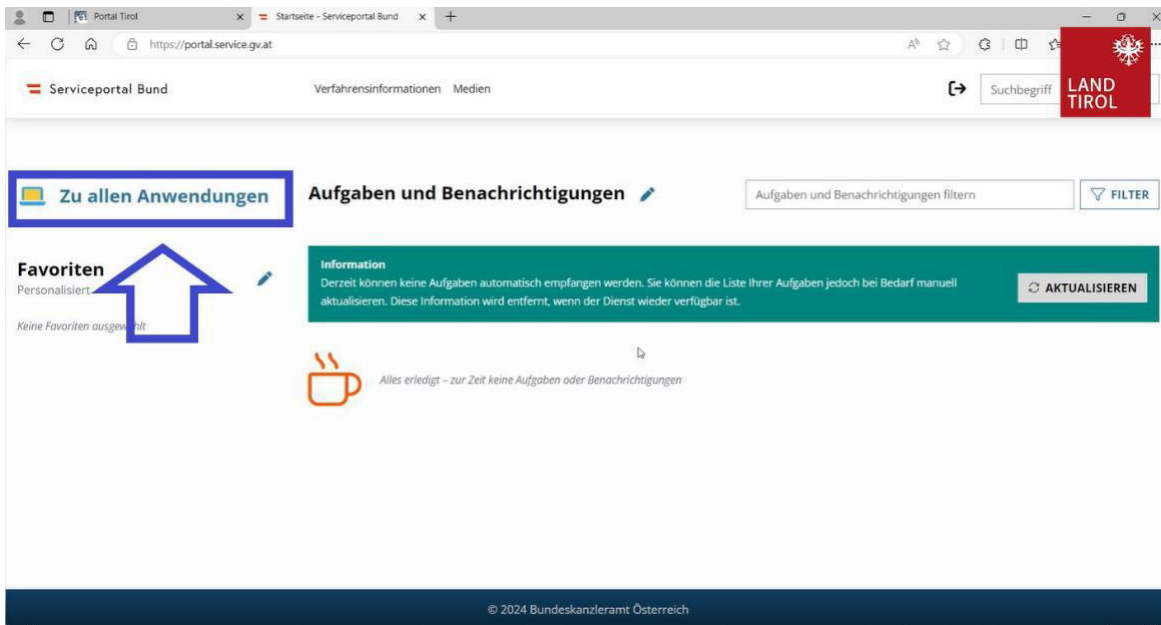 Portal Tirol
Startseite - Serviceportal Bund
https://portal.service.gv.at
Serviceportal Bund
Verfahrensinformationen Medien
Suchbegriff
LAND
TIROL
Zu allen Anwendungen
Aufgaben und Benachrichtigungen
Aufgaben und Benachrichtigungen filtern
FILTER
Favoriten
Personalisiert
Keine Favoriten ausgewählt
Information
Derzeit können keine Aufgaben automatisch empfangen werden. Sie können die Liste Ihrer Aufgaben jedoch bei Bedarf manuell
aktualisieren. Diese Information wird entfernt, wenn der Dienst wieder verfügbar ist.
AKTUALISIEREN
Alles erledigt – zur Zeit keine Aufgaben oder Benachrichtigungen
© 2024 Bundeskanzleramt Österreich